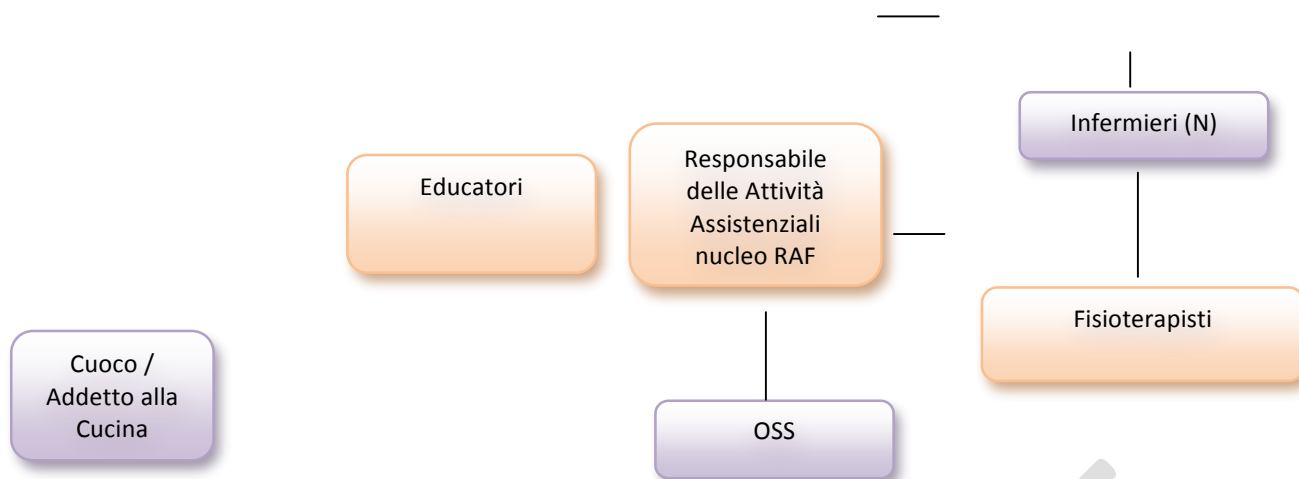 Infermieri (N)
Educatori
Responsabile
delle Attività
Assistenziali
nucleo RAF
Fisioterapisti
Cuoco /
Addetto alla
Cucina
OSS